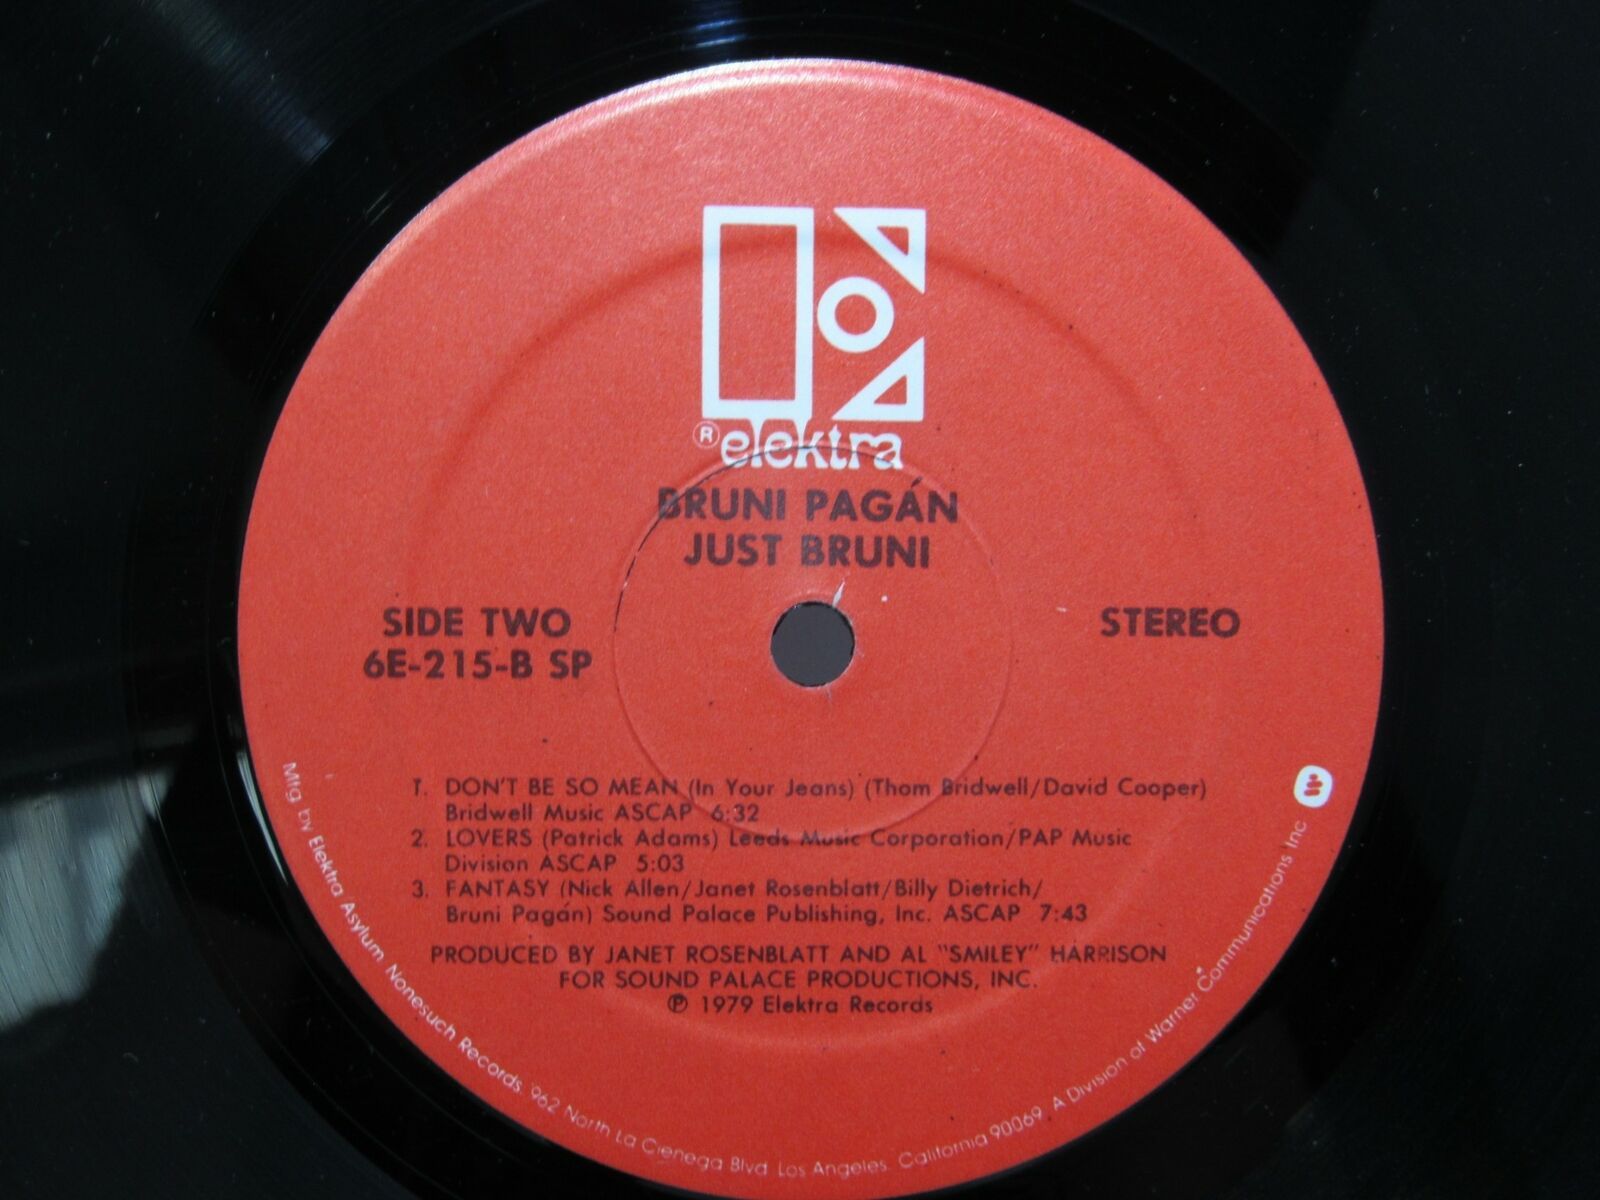 ® elektra
BRUNI PAGÁN
JUST BRUNI
SIDE TWO
6E-215-B SP
STEREO
1. DON'T BE SO MEAN (In Your Jeans) (Thom Bridwell/David Cooper)
Bridwell Music ASCAP 6:32
2. LOVERS (Patrick Adams) Leeds Music Corporation/PAP Music
Division ASCAP 5:03
3. FANTASY (Nick Allen/Janet Rosenblatt/Billy Dietrich/
Bruni Pagán) Sound Palace Publishing, Inc. ASCAP 7:43
PRODUCED BY JANET ROSENBLATT AND AL "SMILEY" HARRISON
FOR SOUND PALACE PRODUCTIONS, INC.
℗ 1979 Elektra Records
Mfg. by Elektra Asylum Nonesuch Records. 962 North La Cienega Blvd. Los Angeles. California 90069. A Division of Warner Communications Inc.